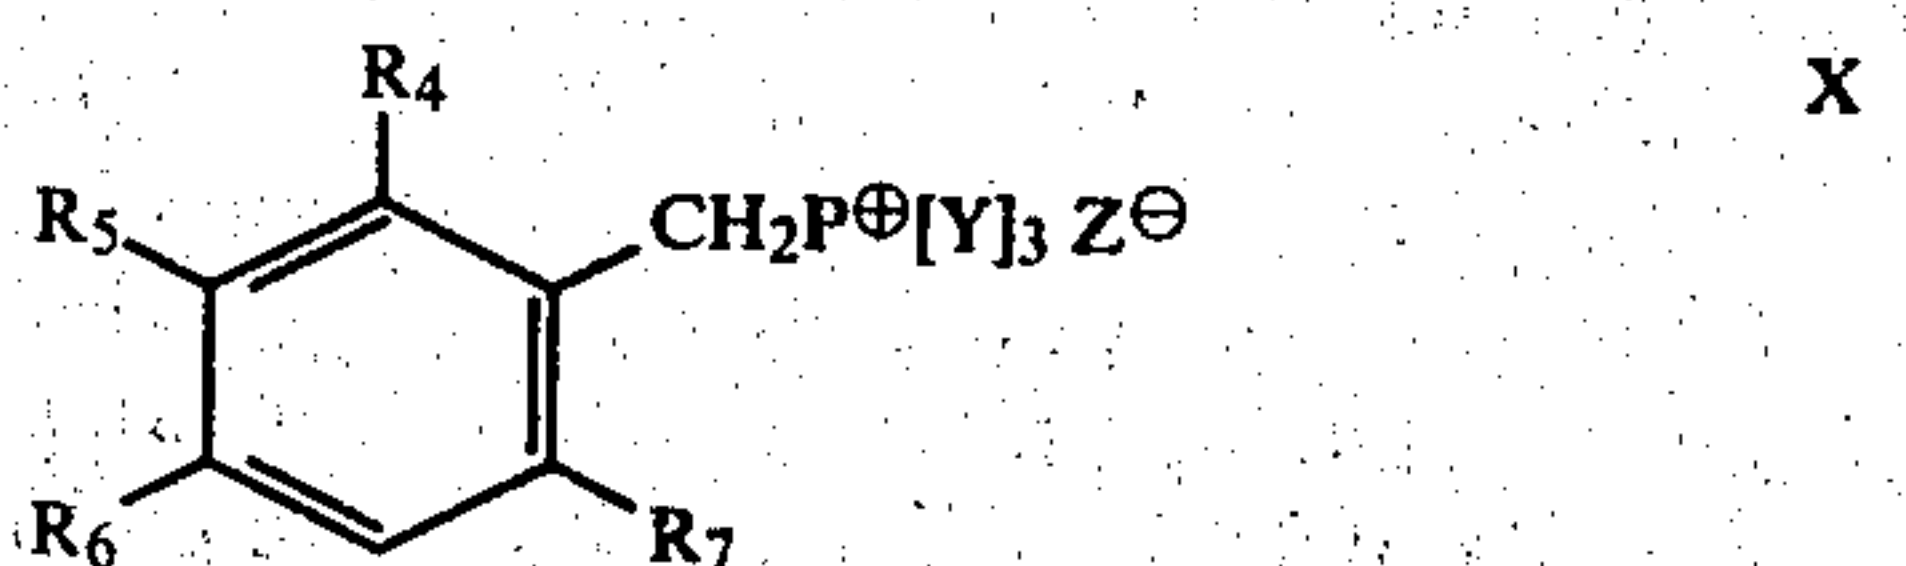 R4
X
R5
CH2P⊕[Y]3 Z⊖
R6
R7